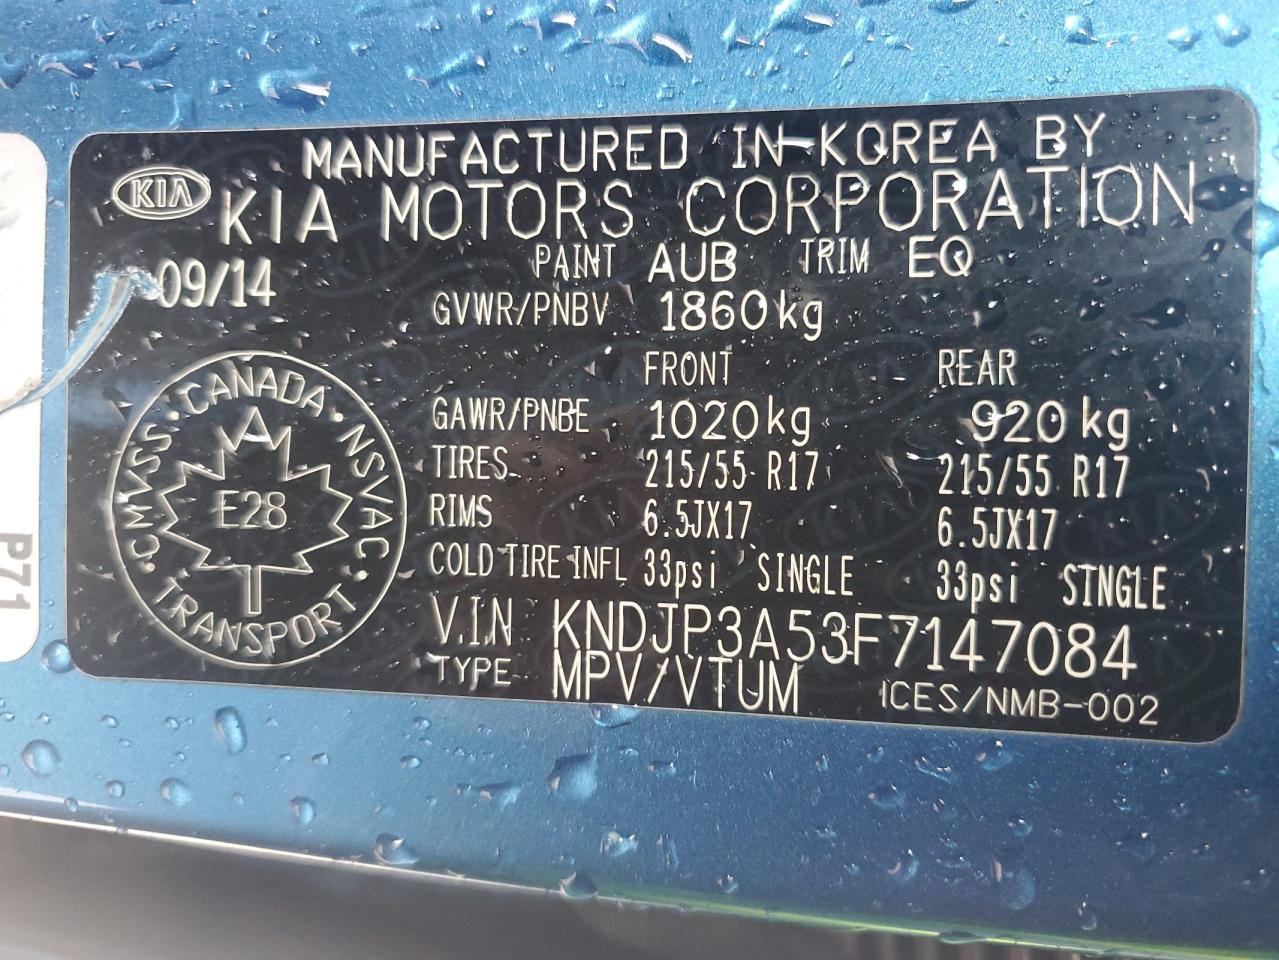 MANUFACTURED IN KOREA BY
KIA
KIA MOTORS CORPORATION
PAINT AUB TRIM EQ
09/14
GVWR/PNBV 1860kg
FRONT REAR
GAWR/PNBE 1020kg 920kg
TIRES 215/55 R17 215/55 R17
RIMS 6.5JX17 6.5JX17
COLD TIRE INFL 33psi SINGLE 33psi SINGLE
V.I.N KNDJP3A53F7147084
TYPE MPV/VTUM ICES/NMB-002
CMVSS · CANADA · NSVAC · TRANSPORT ·
E28
P71